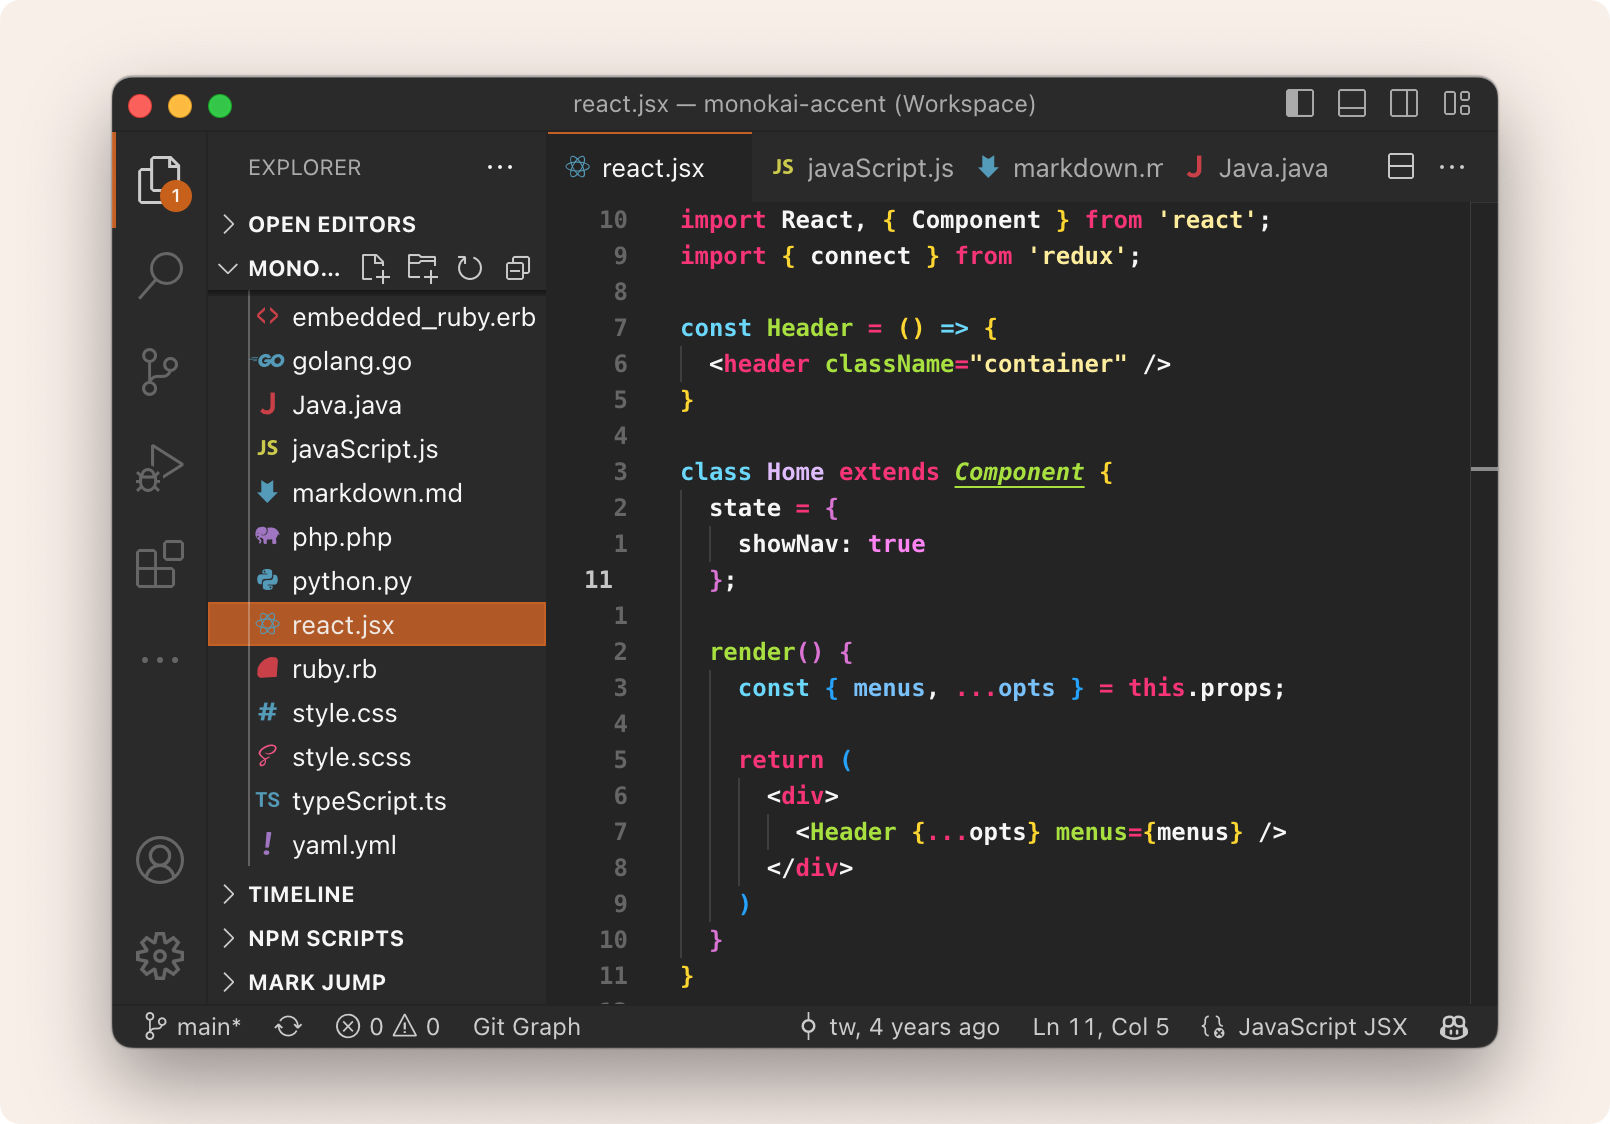 react.jsx — monokai-accent (Workspace)
EXPLORER
1
OPEN EDITORS
MONO...
embedded_ruby.erb
GO golang.go
J Java.java
JS javaScript.js
markdown.md
php.php
python.py
react.jsx
ruby.rb
# style.css
style.scss
TS typeScript.ts
! yaml.yml
TIMELINE
NPM SCRIPTS
MARK JUMP
react.jsx JS javaScript.js markdown.m J Java.java
10 import React, { Component } from 'react';
9 import { connect } from 'redux';
8
7 const Header = () => {
6 <header className="container" />
5 }
4
3 class Home extends Component {
2 state = {
1 showNav: true
11 };
1
2 render() {
3 const { menus, ...opts } = this.props;
4
5 return (
6 <div>
7 <Header {...opts} menus={menus} />
8 </div>
9 )
10 }
11 }
main* 0 0 Git Graph tw, 4 years ago Ln 11, Col 5 JavaScript JSX